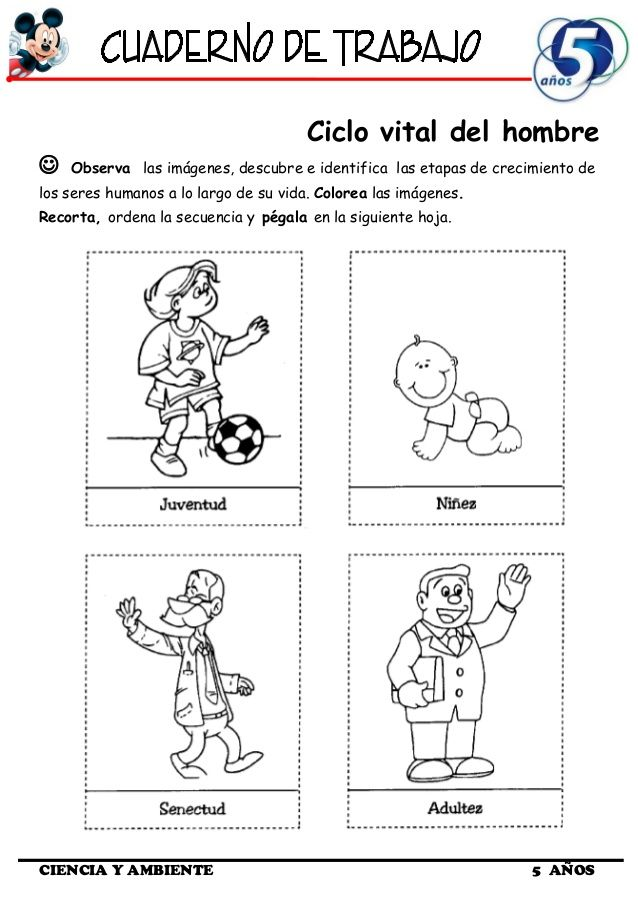 CUADERNO DE TRABAJO
5
años
Ciclo vital del hombre
Observa las imágenes, descubre e identifica las etapas de crecimiento de
los seres humanos a lo largo de su vida. Colorea las imágenes.
Recorta, ordena la secuencia y pégala en la siguiente hoja.
Juventud
Niñez
Senectud
Adultez
CIENCIA Y AMBIENTE
5 AÑOS